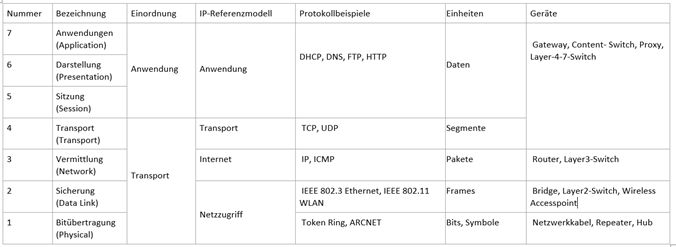 Nummer Bezeichnung Einordnung IP-Referenzmodell Protokollbeispiele Einheiten Geräte
7 Anwendungen
(Application)
6 Darstellung
(Presentation)
5 Sitzung
(Session)
Anwendung Anwendung DHCP, DNS, FTP, HTTP Daten
Gateway, Content- Switch, Proxy,
Layer-4-7-Switch
4 Transport
(Transport)
Transport
Transport TCP, UDP Segmente
3 Vermittlung
(Network)
Internet IP, ICMP Pakete Router, Layer3-Switch
2 Sicherung
(Data Link)
Netzzugriff
IEEE 802.3 Ethernet, IEEE 802.11
WLAN
Frames
Bridge, Layer2-Switch, Wireless
Accesspoint
1 Bitübertragung
(Physical)
Token Ring, ARCNET Bits, Symbole Netzwerkkabel, Repeater, Hub